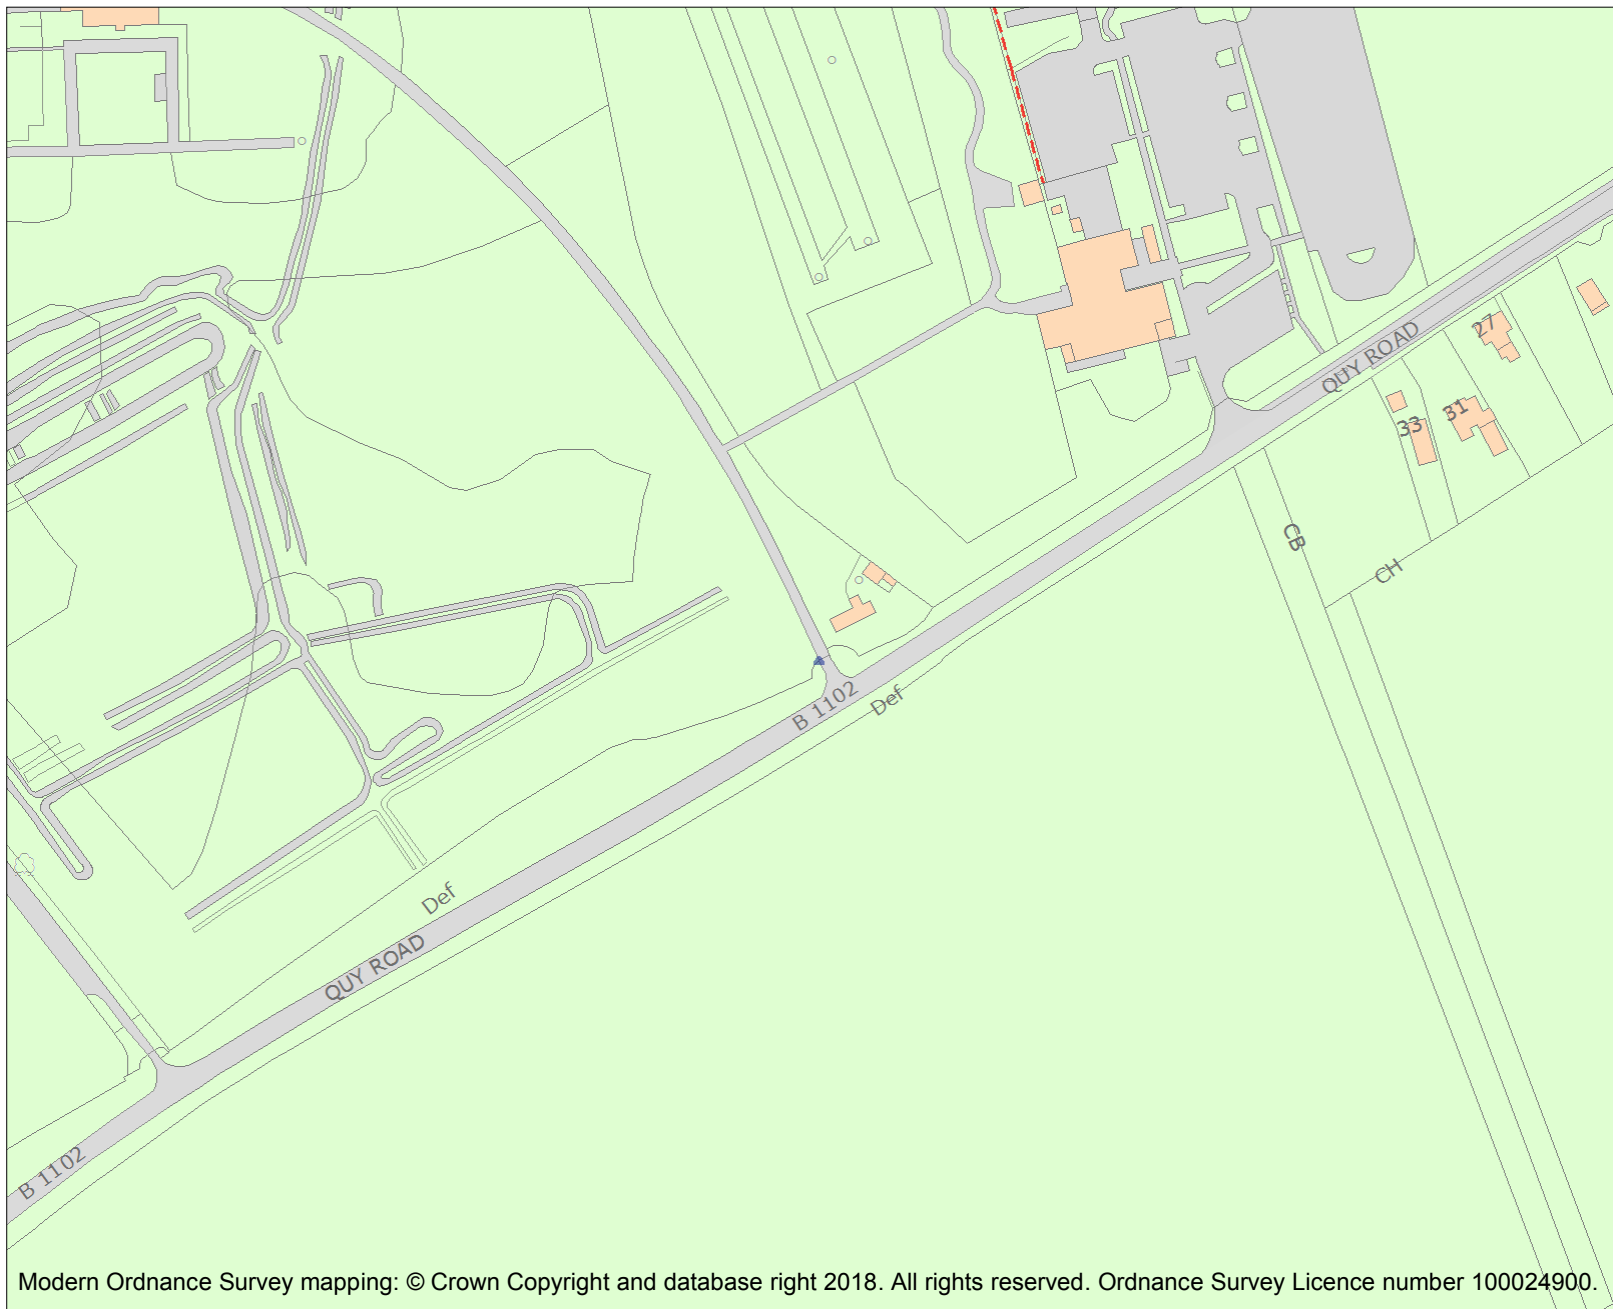 QUY ROAD
27
31
33
CB
CH
B 1102
Def
Def
QUY ROAD
B 1102
Modern Ordnance Survey mapping: © Crown Copyright and database right 2018. All rights reserved. Ordnance Survey Licence number 100024900.